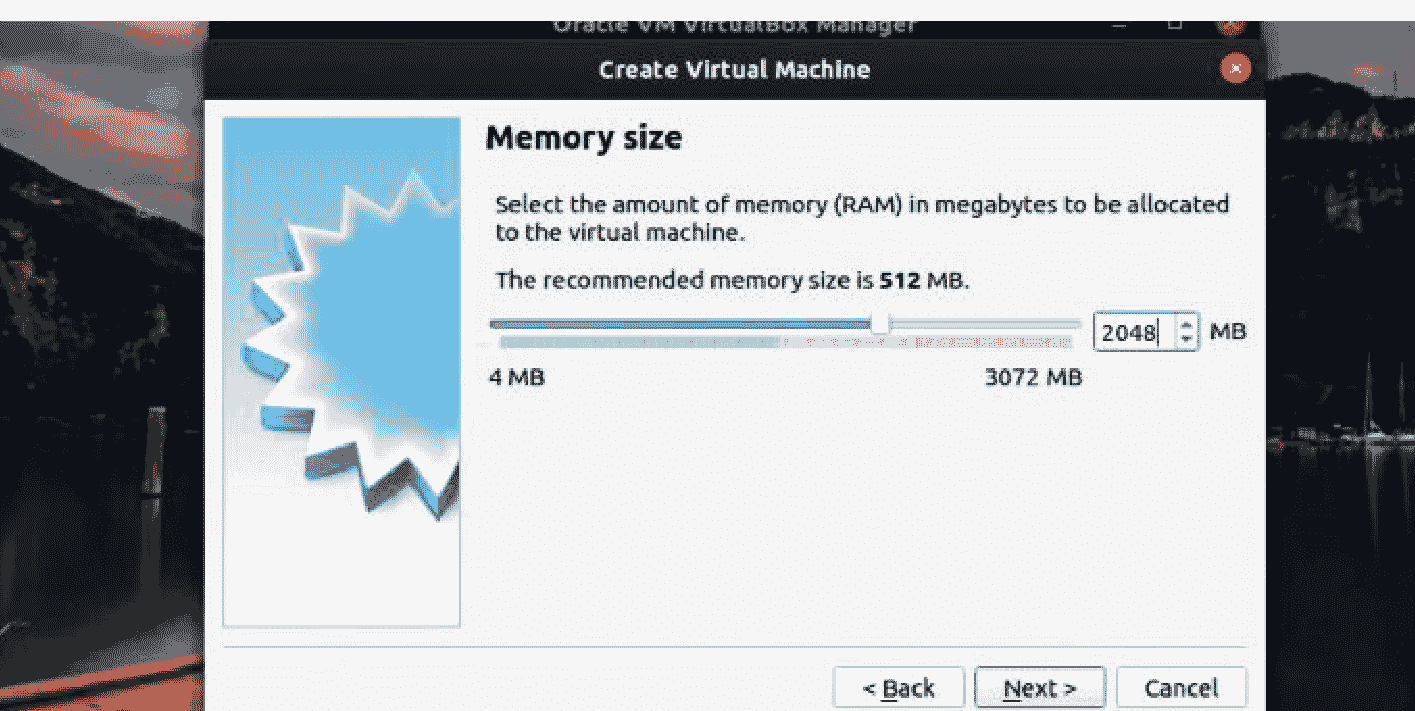 Oracle VM VirtualBox Manager
Create Virtual Machine
Memory size
Select the amount of memory (RAM) in megabytes to be allocated
to the virtual machine.
The recommended memory size is 512 MB.
2048 MB
4 MB 3072 MB
< Back Next > Cancel